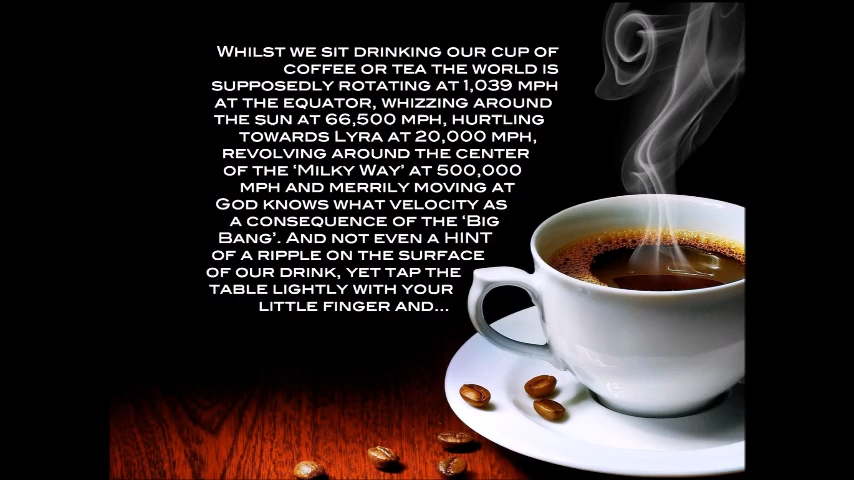 Whilst we sit drinking our cup of
coffee or tea the world is
supposedly rotating at 1,039 mph
at the equator, whizzing around
the sun at 66,500 mph, hurtling
towards Lyra at 20,000 mph,
revolving around the center
of the ‘Milky Way’ at 500,000
mph and merrily moving at
God knows what velocity as
a consequence of the ‘Big
Bang’. And not even a HINT
of a ripple on the surface
of our drink, yet tap the
table lightly with your
little finger and...